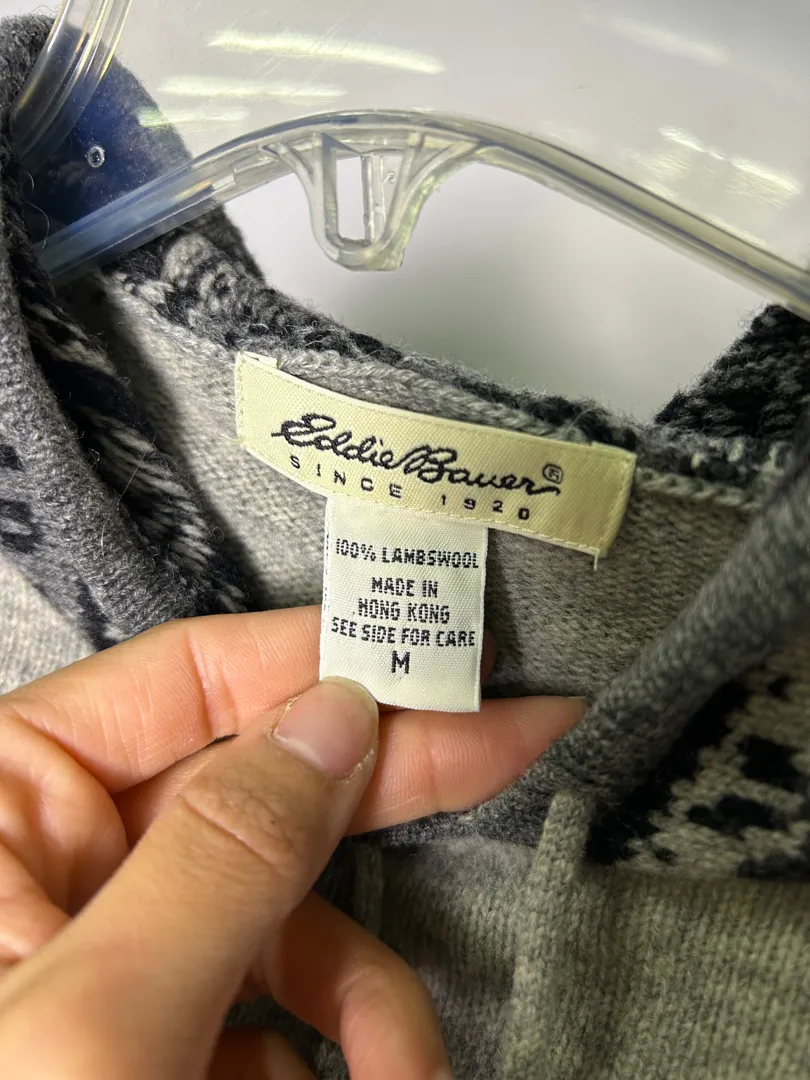 Eddie Bauer®
SINCE 1920
100% LAMBSWOOL
MADE IN
HONG KONG
SEE SIDE FOR CARE
M